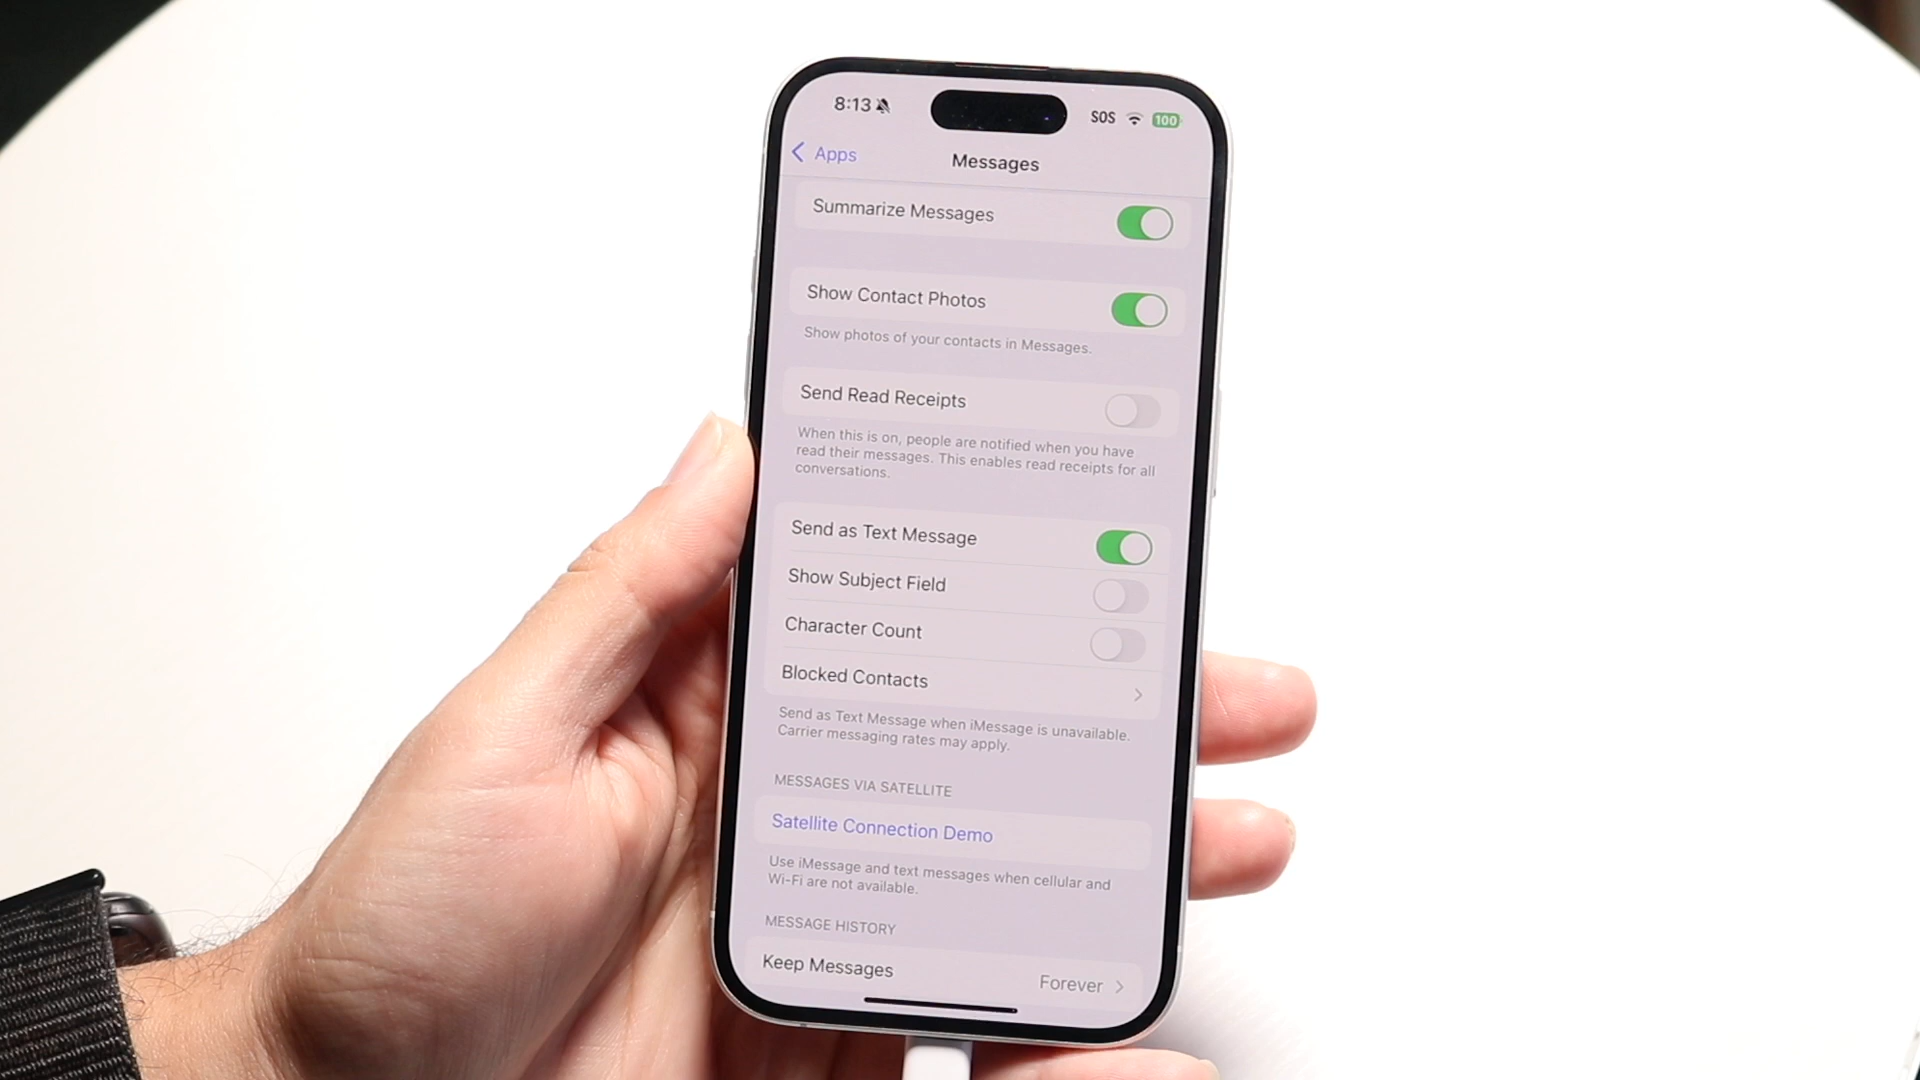 8:13
SOS
100
Apps
Messages
Summarize Messages
Show Contact Photos
Show photos of your contacts in Messages.
Send Read Receipts
When this is on, people are notified when you have
read their messages. This enables read receipts for all
conversations.
Send as Text Message
Show Subject Field
Character Count
Blocked Contacts
Send as Text Message when iMessage is unavailable.
Carrier messaging rates may apply.
MESSAGES VIA SATELLITE
Satellite Connection Demo
Use iMessage and text messages when cellular and
Wi-Fi are not available.
MESSAGE HISTORY
Keep Messages
Forever